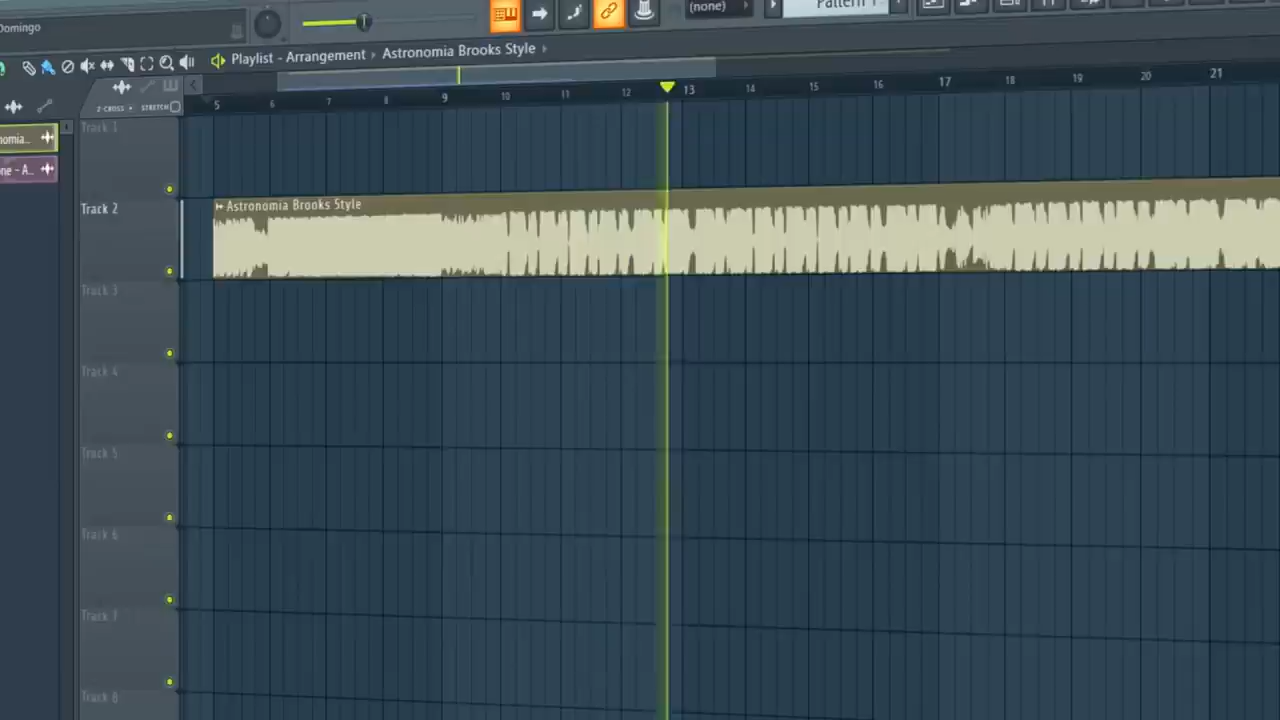 Domingo
(none)
Pattern 1
Playlist - Arrangement › Astronomia Brooks Style ›
Z-CROSS STRETCH
5 6 7 8 9 10 11 12 13 14 15 16 17 18 19 20 21
nomia..
ne - A..
Track 1
Track 2
Astronomia Brooks Style
Track 3
Track 4
Track 5
Track 6
Track 7
Track 8